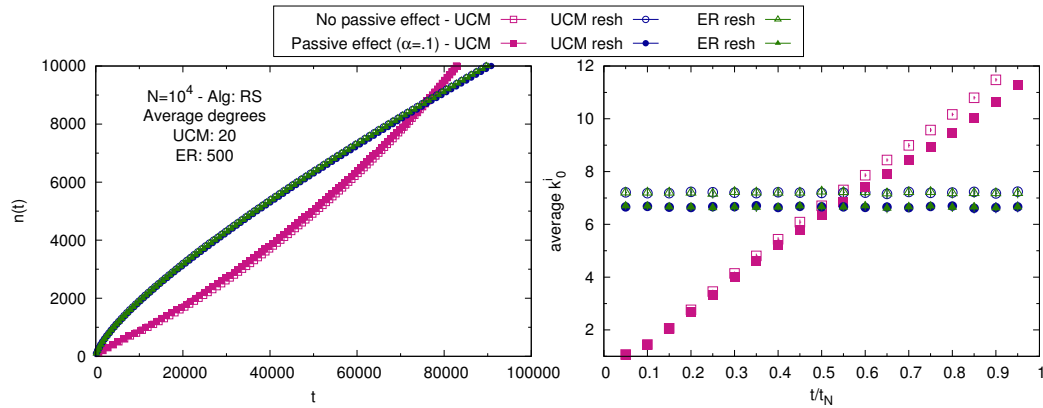 No passive effect - UCM UCM resh ER resh
Passive effect (α=.1) - UCM UCM resh ER resh
10000
8000
6000
4000
2000
0
n(t)
N=10⁴ - Alg: RS
Average degrees
UCM: 20
ER: 500
0 20000 40000 60000 80000 100000
t
12
10
8
6
4
2
average k₀ⁱ
0 0.1 0.2 0.3 0.4 0.5 0.6 0.7 0.8 0.9 1
t/t_N